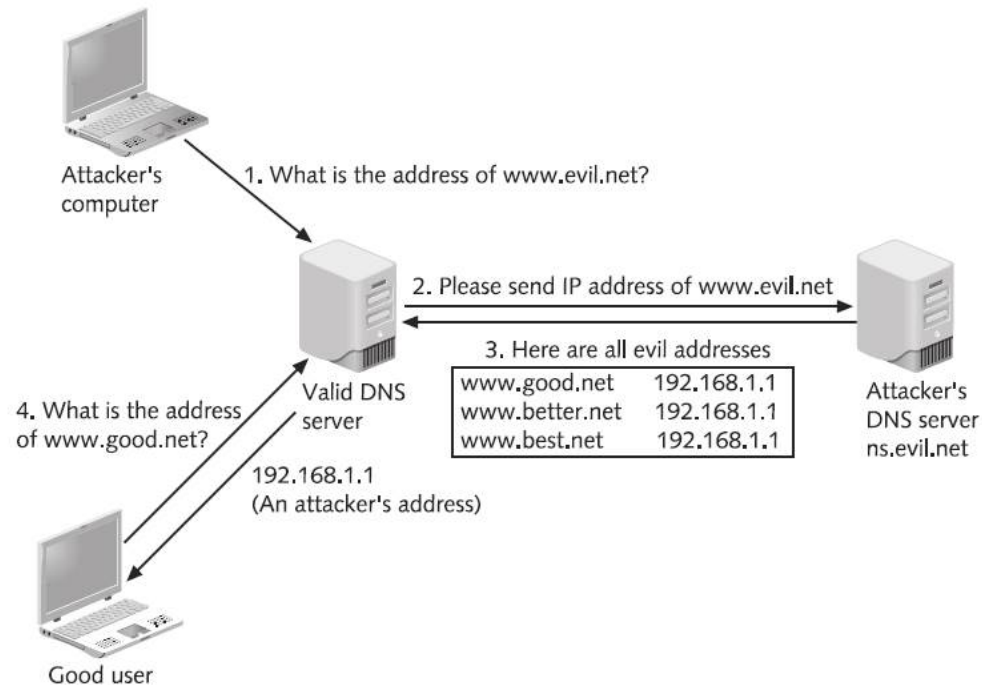 Attacker's
computer
1. What is the address of www.evil.net?
2. Please send IP address of www.evil.net
3. Here are all evil addresses
www.good.net 192.168.1.1
www.better.net 192.168.1.1
www.best.net 192.168.1.1
Valid DNS
server
Attacker's
DNS server
ns.evil.net
4. What is the address
of www.good.net?
192.168.1.1
(An attacker's address)
Good user